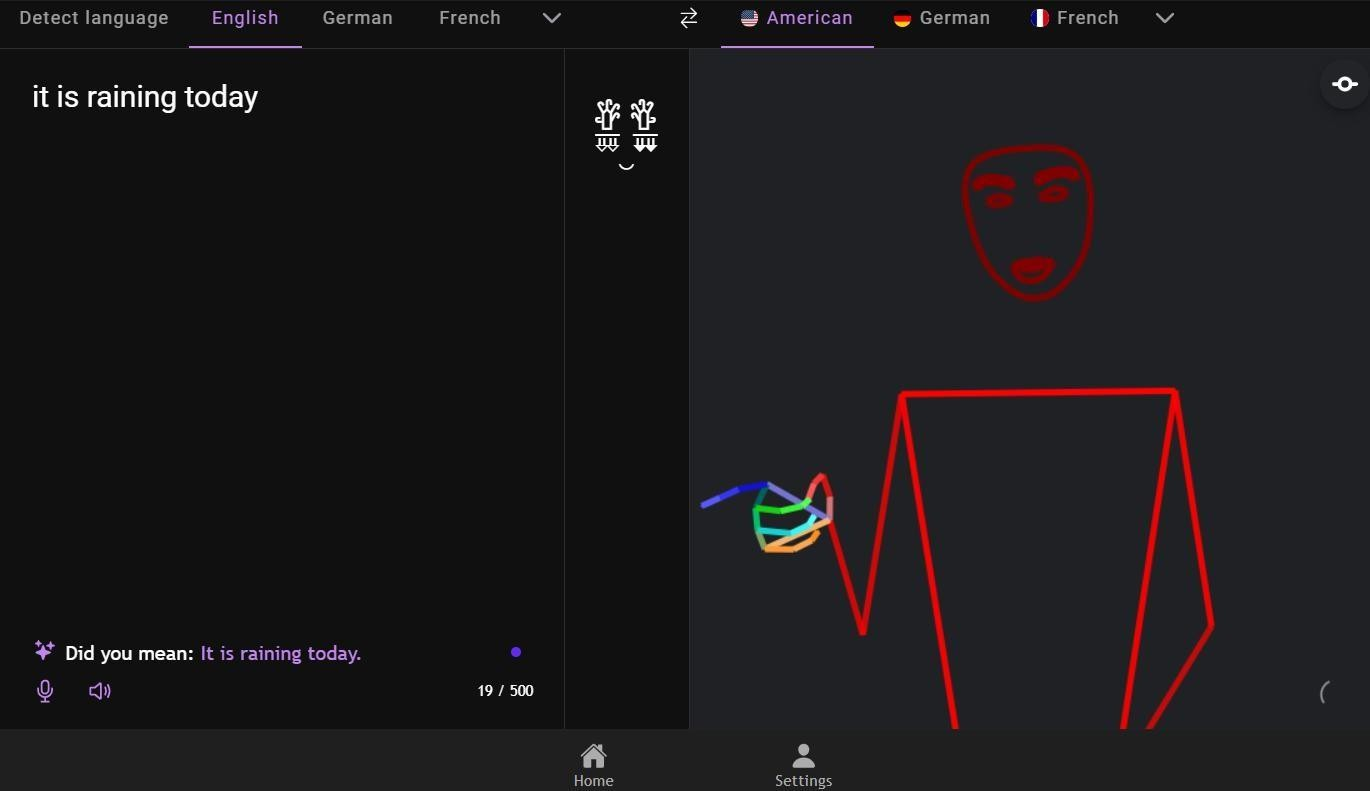 Detect language English German French American German French
it is raining today
Did you mean: It is raining today.
19 / 500
Home Settings